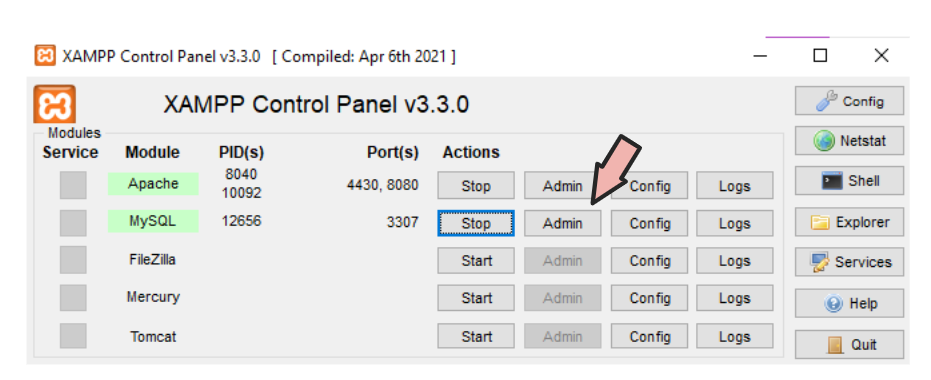 XAMPP Control Panel v3.3.0 [ Compiled: Apr 6th 2021 ]
XAMPP Control Panel v3.3.0
Config
Modules
Service Module PID(s) Port(s) Actions
Netstat
Apache 8040 10092 4430, 8080 Stop Admin Config Logs
Shell
MySQL 12656 3307 Stop Admin Config Logs
Explorer
FileZilla Start Admin Config Logs
Services
Mercury Start Admin Config Logs
Help
Tomcat Start Admin Config Logs
Quit